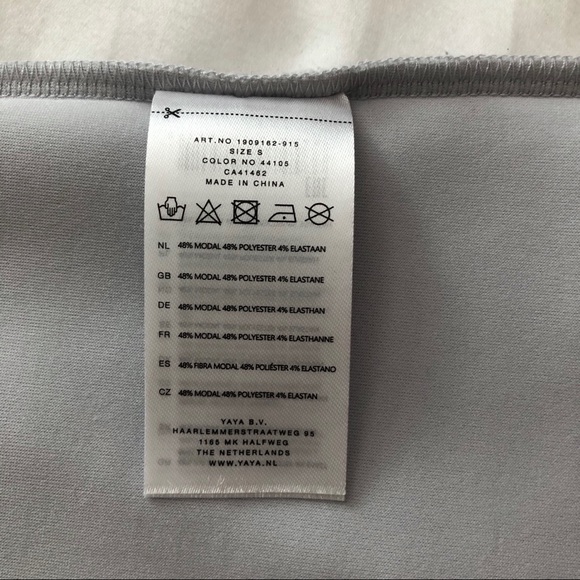 ART.NO 1909162-915
SIZE S
COLOR NO 44105
CA41462
MADE IN CHINA
NL 48% MODAL 48% POLYESTER 4% ELASTAAN
GB 48% MODAL 48% POLYESTER 4% ELASTANE
DE 48% MODAL 48% POLYESTER 4% ELASTHAN
FR 48% MODAL 48% POLYESTER 4% ELASTHANNE
ES 48% FIBRA MODAL 48% POLIÉSTER 4% ELASTANO
CZ 48% MODAL 48% POLYESTER 4% ELASTAN
YAYA B.V.
HAARLEMMERSTRAATWEG 95
1165 MK HALFWEG
THE NETHERLANDS
WWW.YAYA.NL